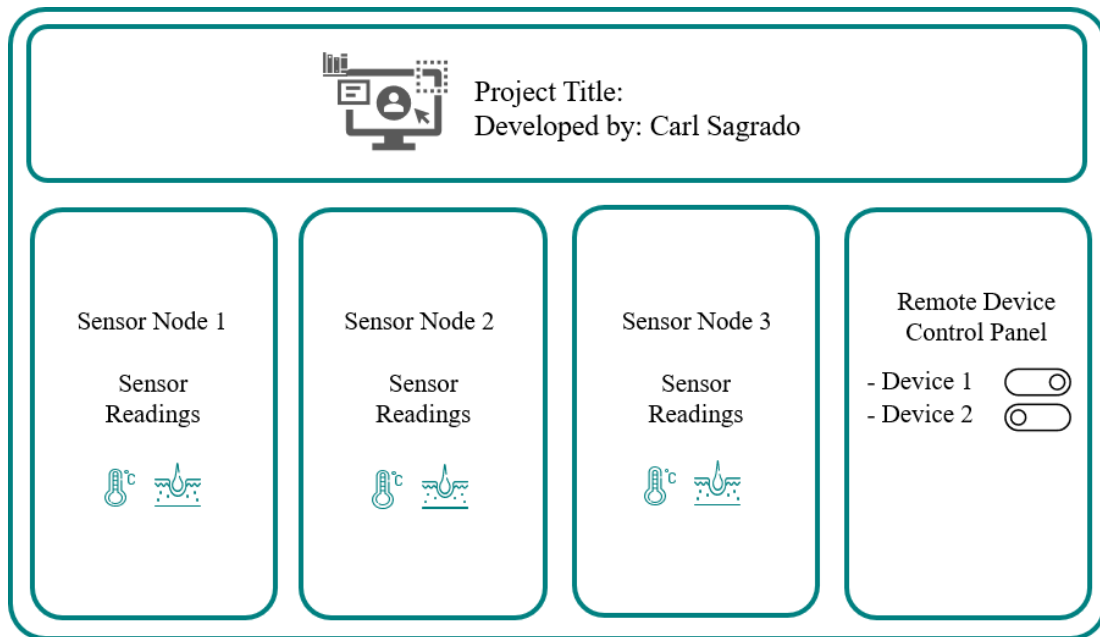 Project Title:
Developed by: Carl Sagrado
Sensor Node 1
Sensor
Readings
°C
Sensor Node 2
Sensor
Readings
°C
Sensor Node 3
Sensor
Readings
°C
Remote Device
Control Panel
- Device 1
- Device 2